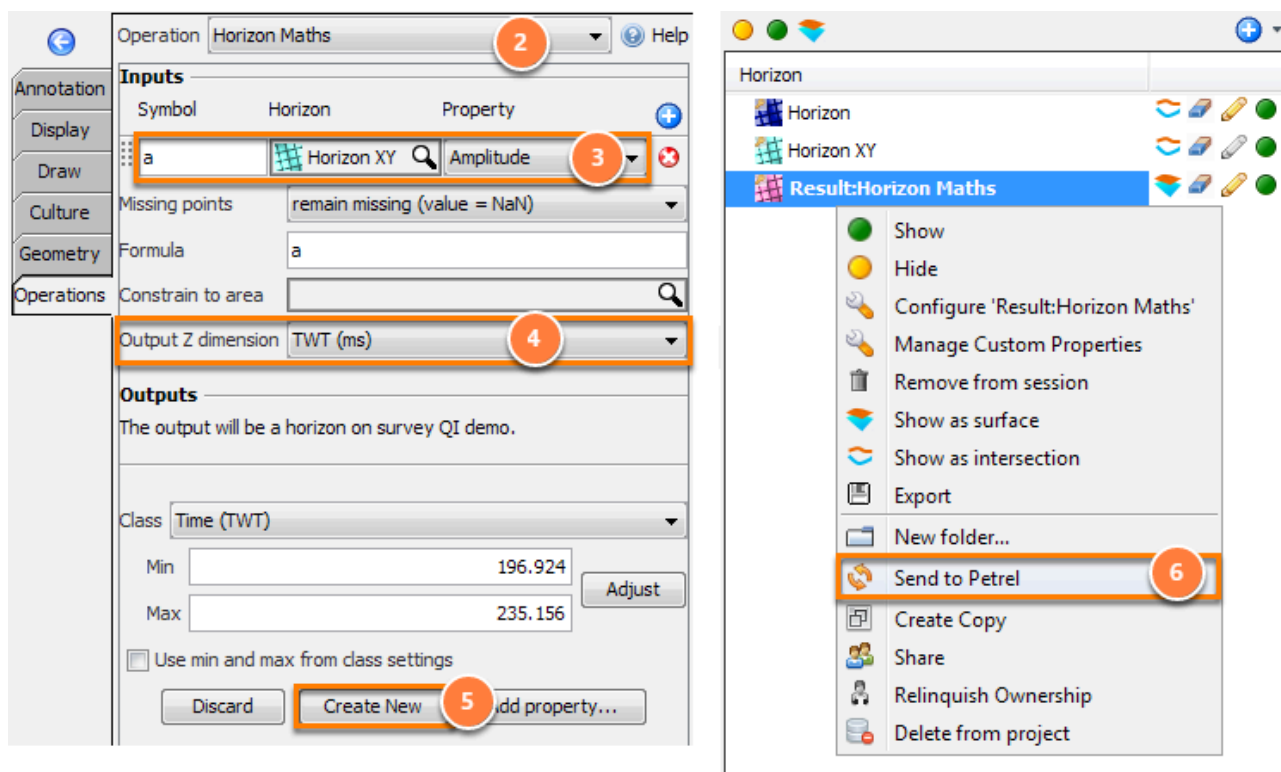 Operation Horizon Maths 2 Help
Annotation
Display
Draw
Culture
Geometry
Operations
Inputs
Symbol Horizon Property
a Horizon XY Amplitude 3
Missing points remain missing (value = NaN)
Formula a
Constrain to area
Output Z dimension TWT (ms) 4
Outputs
The output will be a horizon on survey QI demo.
Class Time (TWT)
Min 196.924
Adjust
Max 235.156
Use min and max from class settings
Discard Create New 5 dd property...
Horizon
Horizon
Horizon XY
Result:Horizon Maths
Show
Hide
Configure 'Result:Horizon Maths'
Manage Custom Properties
Remove from session
Show as surface
Show as intersection
Export
New folder...
Send to Petrel 6
Create Copy
Share
Relinquish Ownership
Delete from project